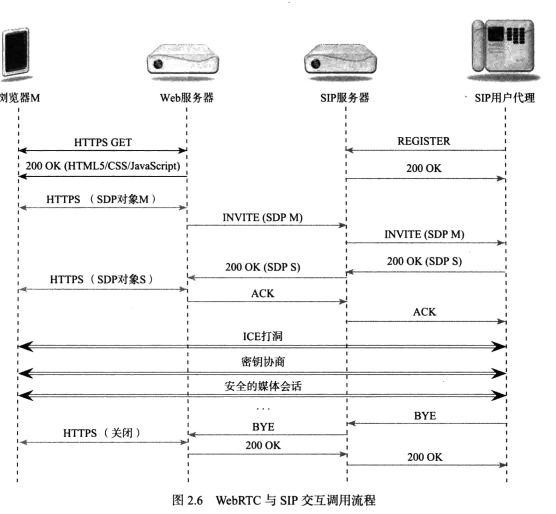 浏览器M
Web服务器
SIP服务器
SIP用户代理
HTTPS GET
REGISTER
200 OK (HTML5/CSS/JavaScript)
200 OK
HTTPS （SDP对象M）
INVITE (SDP M)
INVITE (SDP M)
200 OK (SDP S)
200 OK (SDP S)
HTTPS （SDP对象S）
ACK
ACK
ICE打洞
密钥协商
安全的媒体会话
...
BYE
BYE
HTTPS （关闭）
200 OK
200 OK
图 2.6 WebRTC 与 SIP 交互调用流程